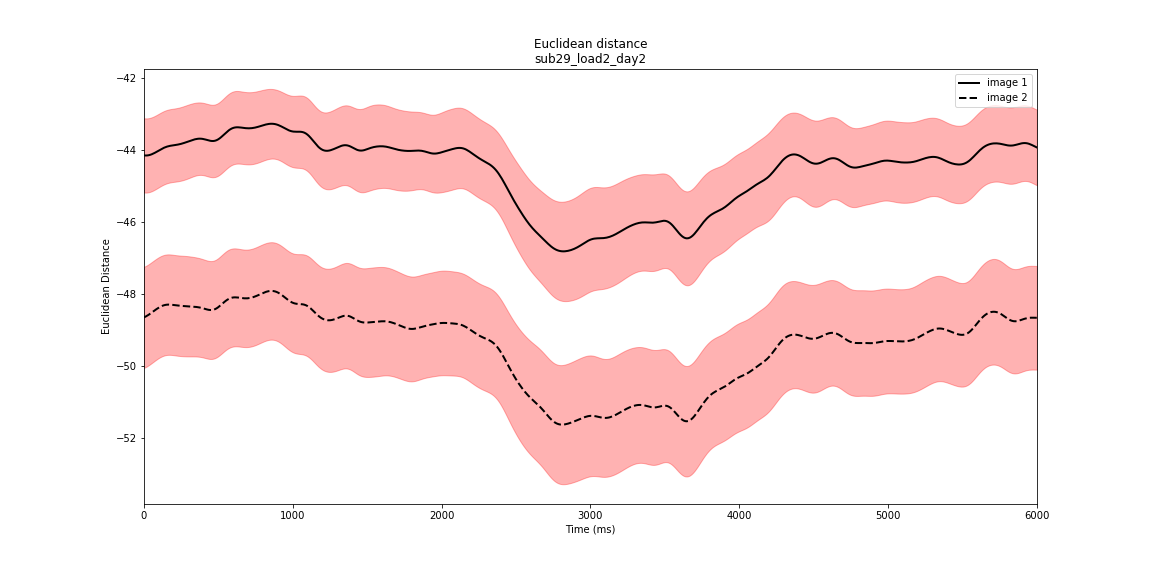 Euclidean distance
sub29_load2_day2
image 1
image 2
Euclidean Distance
−42
−44
−46
−48
−50
−52
0 1000 2000 3000 4000 5000 6000
Time (ms)